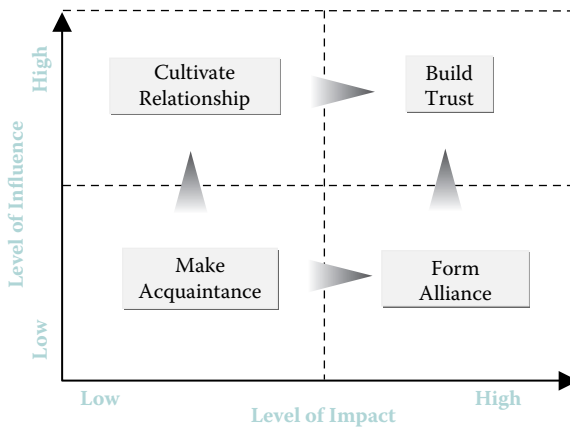 High
Cultivate
Relationship
Build
Trust
Level of Influence
Make
Acquaintance
Form
Alliance
Low
Low
High
Level of Impact